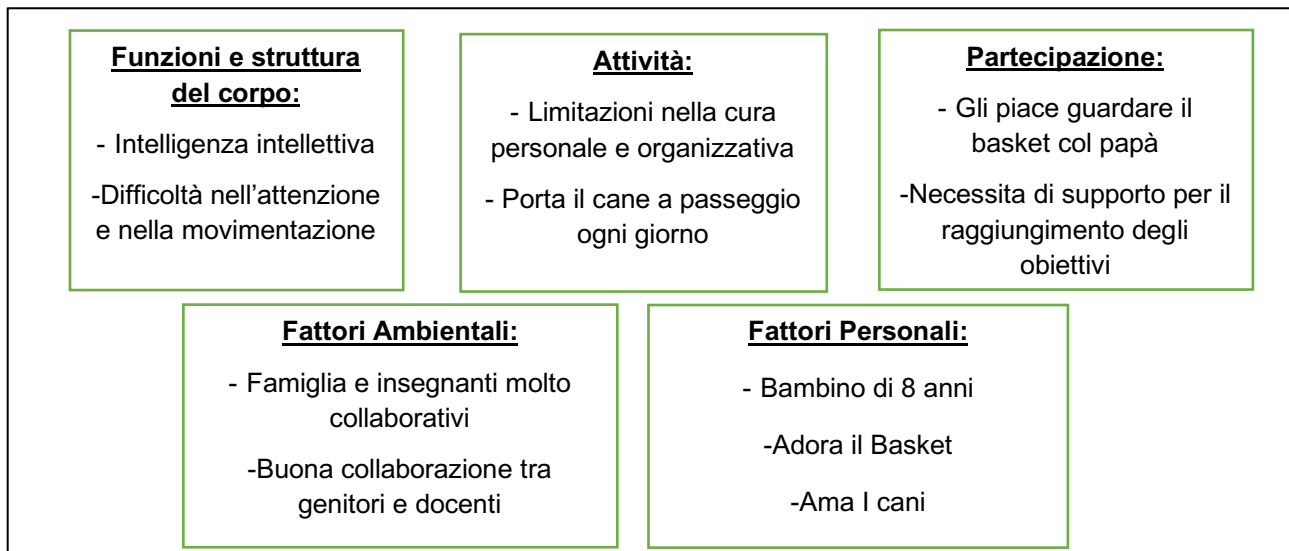 Funzioni e struttura
del corpo:
- Intelligenza intellettiva
-Difficoltà nell’attenzione
e nella movimentazione
Attività:
- Limitazioni nella cura
personale e organizzativa
- Porta il cane a passeggio
ogni giorno
Partecipazione:
- Gli piace guardare il
basket col papà
-Necessita di supporto per il
raggiungimento degli
obiettivi
Fattori Ambientali:
- Famiglia e insegnanti molto
collaborativi
-Buona collaborazione tra
genitori e docenti
Fattori Personali:
- Bambino di 8 anni
-Adora il Basket
-Ama I cani